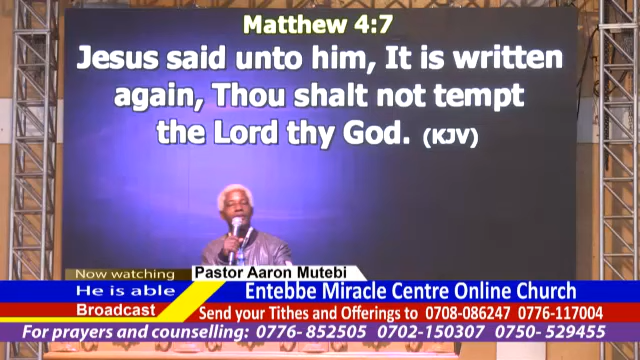 Matthew 4:7
Jesus said unto him, It is written
again, Thou shalt not tempt
the Lord thy God. (KJV)
Now watching
Pastor Aaron Mutebi
He is able
Entebbe Miracle Centre Online Church
Broadcast
Send your Tithes and Offerings to 0708-086247 0776-117004
For prayers and counselling: 0776- 852505 0702-150307 0750- 529455